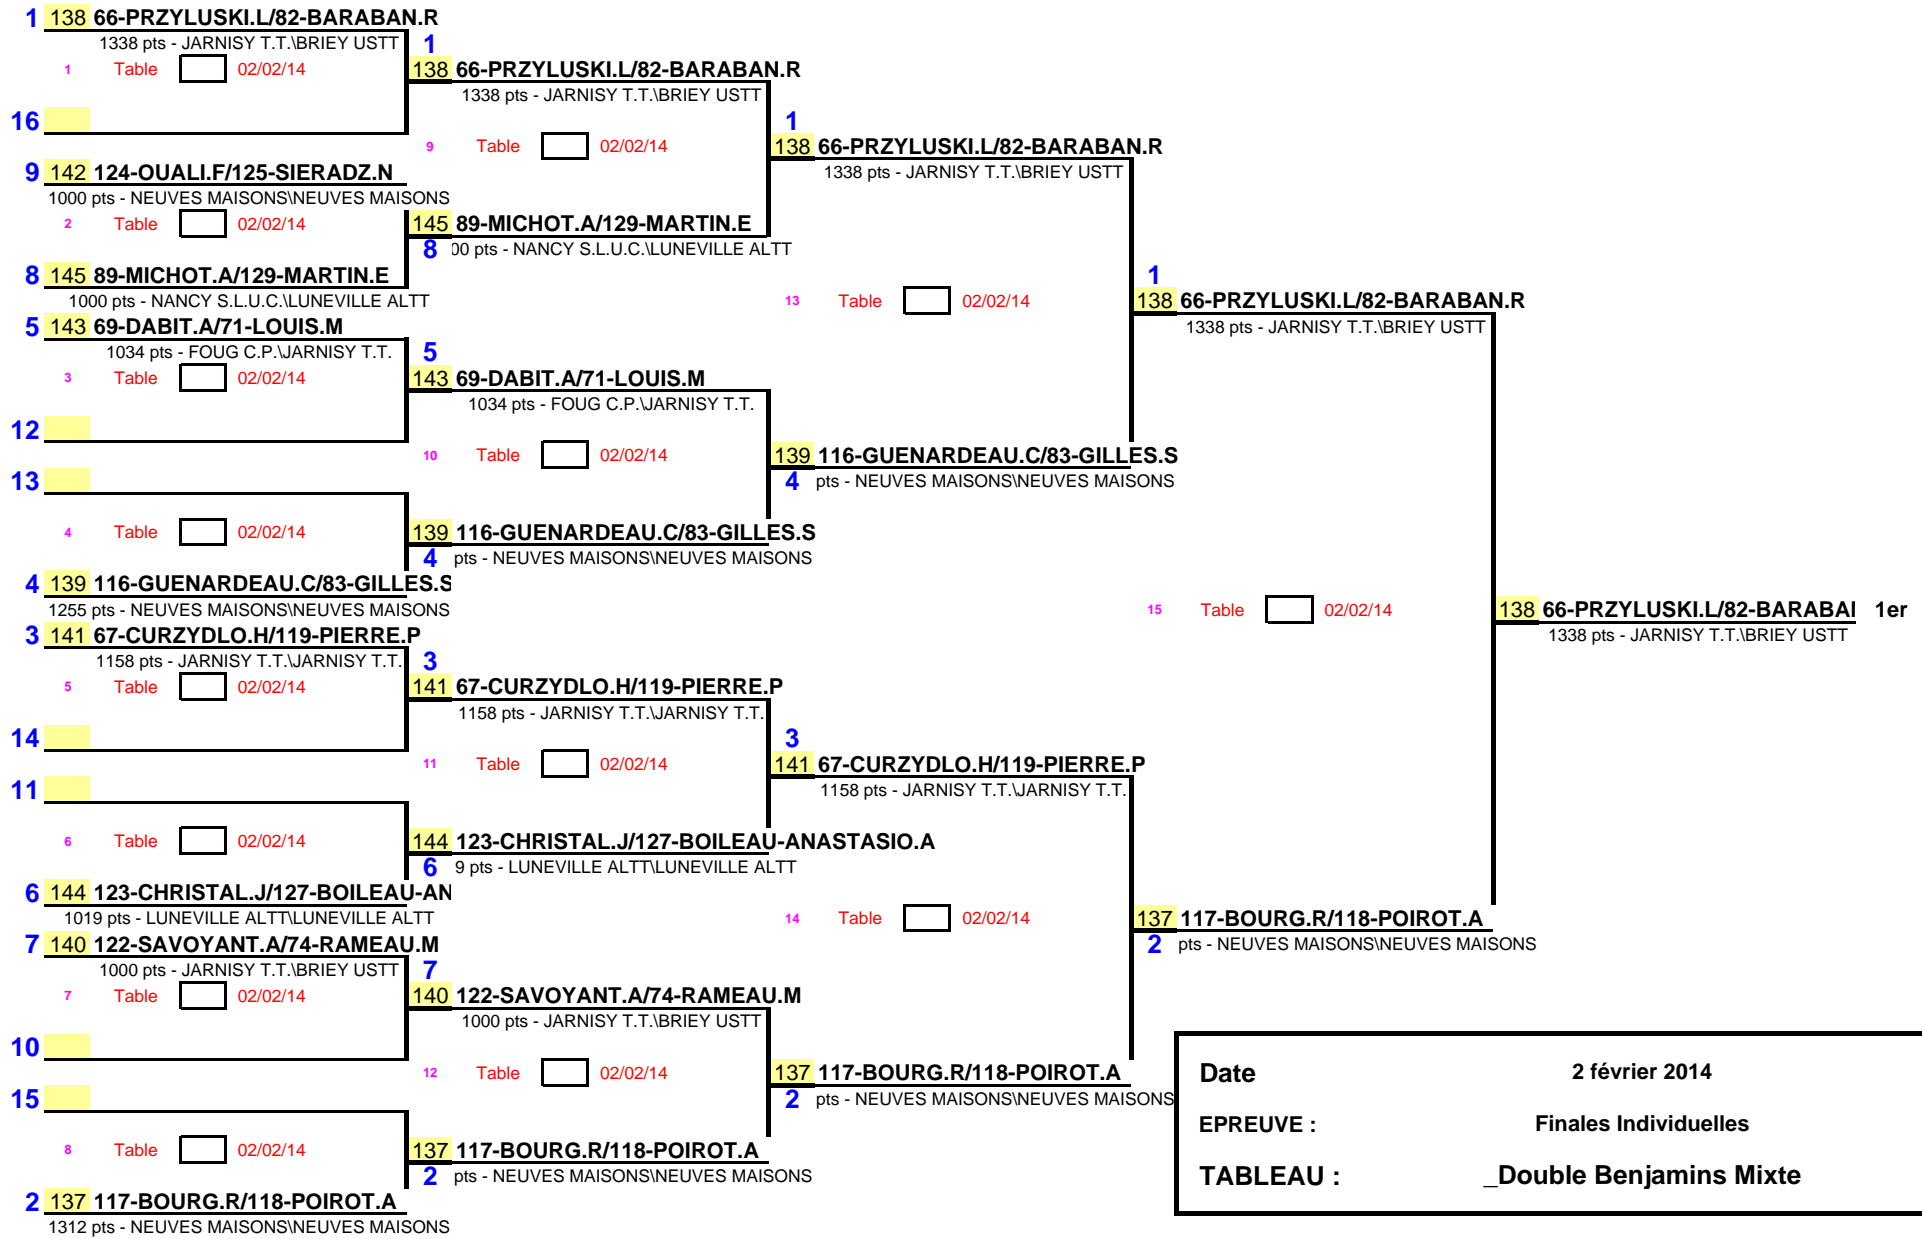 1 138 66-PRZYLUSKI.L/82-BARABAN.R
1338 pts - JARNISY T.T.\BRIEY USTT
1 Table 02/02/14
16
9 142 124-OUALI.F/125-SIERADZ.N
1000 pts - NEUVES MAISONS\NEUVES MAISONS
2 Table 02/02/14
8 145 89-MICHOT.A/129-MARTIN.E
1000 pts - NANCY S.L.U.C.\LUNEVILLE ALTT
5 143 69-DABIT.A/71-LOUIS.M
1034 pts - FOUG C.P.\JARNISY T.T.
3 Table 02/02/14
12
13
4 Table 02/02/14
4 139 116-GUENARDEAU.C/83-GILLES.S
1255 pts - NEUVES MAISONS\NEUVES MAISONS
3 141 67-CURZYDLO.H/119-PIERRE.P
1158 pts - JARNISY T.T.\JARNISY T.T.
5 Table 02/02/14
14
11
6 Table 02/02/14
6 144 123-CHRISTAL.J/127-BOILEAU-AN
1019 pts - LUNEVILLE ALTT\LUNEVILLE ALTT
7 140 122-SAVOYANT.A/74-RAMEAU.M
1000 pts - JARNISY T.T.\BRIEY USTT
7 Table 02/02/14
10
15
8 Table 02/02/14
2 137 117-BOURG.R/118-POIROT.A
1312 pts - NEUVES MAISONS\NEUVES MAISONS
1
138 66-PRZYLUSKI.L/82-BARABAN.R
1338 pts - JARNISY T.T.\BRIEY USTT
9 Table 02/02/14
145 89-MICHOT.A/129-MARTIN.E
8 00 pts - NANCY S.L.U.C.\LUNEVILLE ALTT
5
143 69-DABIT.A/71-LOUIS.M
1034 pts - FOUG C.P.\JARNISY T.T.
10 Table 02/02/14
139 116-GUENARDEAU.C/83-GILLES.S
4 pts - NEUVES MAISONS\NEUVES MAISONS
3
141 67-CURZYDLO.H/119-PIERRE.P
1158 pts - JARNISY T.T.\JARNISY T.T.
11 Table 02/02/14
144 123-CHRISTAL.J/127-BOILEAU-ANASTASIO.A
6 9 pts - LUNEVILLE ALTT\LUNEVILLE ALTT
7
140 122-SAVOYANT.A/74-RAMEAU.M
1000 pts - JARNISY T.T.\BRIEY USTT
12 Table 02/02/14
137 117-BOURG.R/118-POIROT.A
2 pts - NEUVES MAISONS\NEUVES MAISONS
1
138 66-PRZYLUSKI.L/82-BARABAN.R
1338 pts - JARNISY T.T.\BRIEY USTT
13 Table 02/02/14
139 116-GUENARDEAU.C/83-GILLES.S
4 pts - NEUVES MAISONS\NEUVES MAISONS
3
141 67-CURZYDLO.H/119-PIERRE.P
1158 pts - JARNISY T.T.\JARNISY T.T.
14 Table 02/02/14
137 117-BOURG.R/118-POIROT.A
2 pts - NEUVES MAISONS\NEUVES MAISONS
1
138 66-PRZYLUSKI.L/82-BARABAN.R
1338 pts - JARNISY T.T.\BRIEY USTT
15 Table 02/02/14
137 117-BOURG.R/118-POIROT.A
2 pts - NEUVES MAISONS\NEUVES MAISONS
138 66-PRZYLUSKI.L/82-BARABA 1er
1338 pts - JARNISY T.T.\BRIEY USTT
Date 2 février 2014
EPREUVE : Finales Individuelles
TABLEAU : _Double Benjamins Mixte